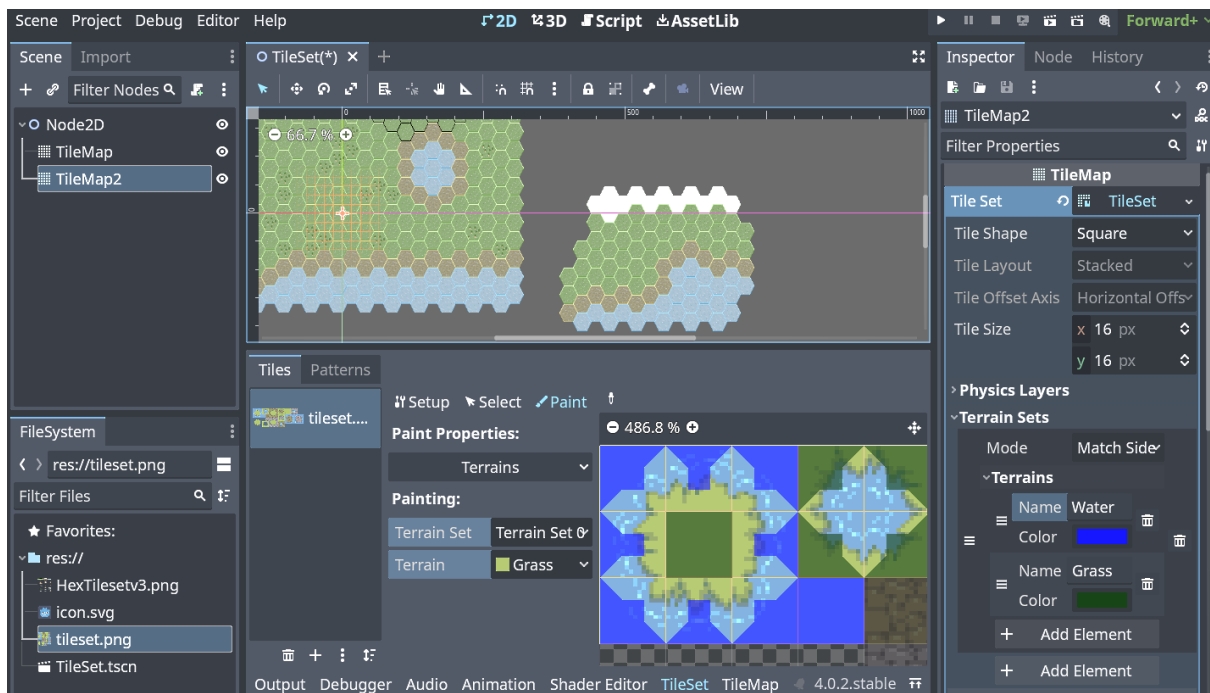 Scene Project Debug Editor Help
2D 3D Script AssetLib
Forward+
Scene Import
Filter Nodes
Node2D
TileMap
TileMap2
TileSet(*)
View
0 500 1000
66.7 %
0
FileSystem
res://tileset.png
Filter Files
Favorites:
res://
HexTilesetv3.png
icon.svg
tileset.png
TileSet.tscn
Tiles Patterns
tileset....
Setup Select Paint
Paint Properties:
Terrains
Painting:
Terrain Set Terrain Set 0
Terrain Grass
486.8 %
Output Debugger Audio Animation Shader Editor TileSet TileMap 4.0.2.stable
Inspector Node History
TileMap2
DOC
Filter Properties
TileMap
Tile Set TileSet
Tile Shape Square
Tile Layout Stacked
Tile Offset Axis Horizontal Offs
Tile Size x 16 px
y 16 px
Physics Layers
Terrain Sets
Mode Match Side
Terrains
Name Water
Color
Name Grass
Color
+ Add Element
+ Add Element